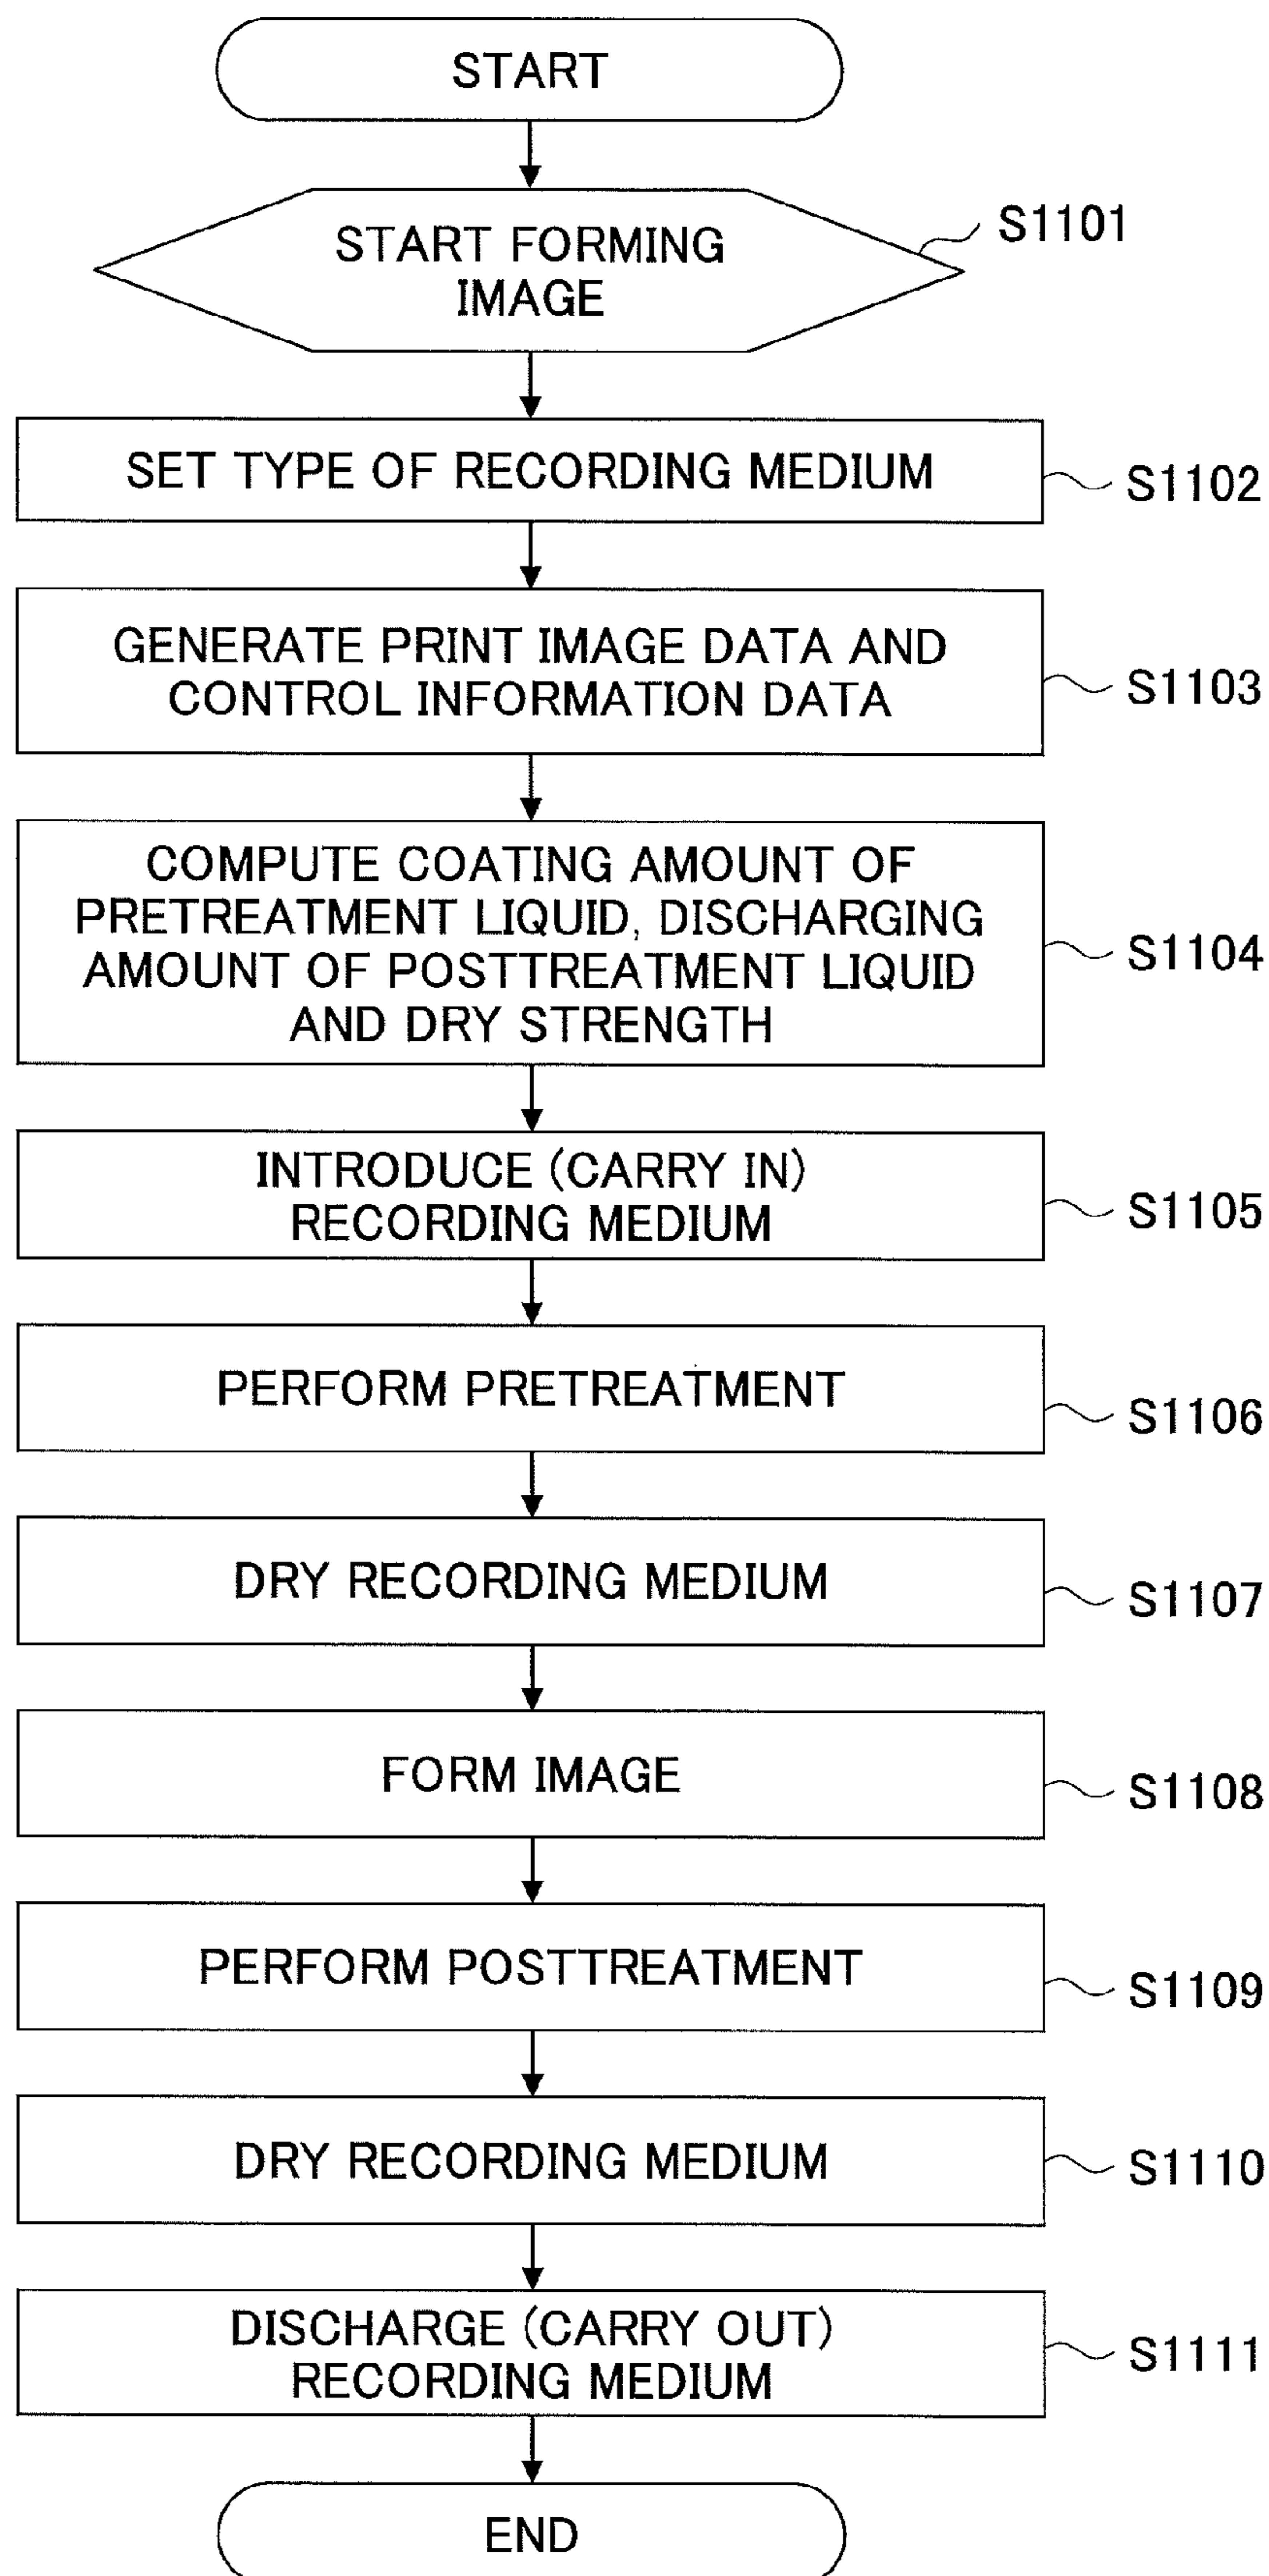 START
START FORMING
IMAGE
S1101
SET TYPE OF RECORDING MEDIUM
S1102
GENERATE PRINT IMAGE DATA AND
CONTROL INFORMATION DATA
S1103
COMPUTE COATING AMOUNT OF
PRETREATMENT LIQUID, DISCHARGING
AMOUNT OF POSTTREATMENT LIQUID
AND DRY STRENGTH
S1104
INTRODUCE (CARRY IN)
RECORDING MEDIUM
S1105
PERFORM PRETREATMENT
S1106
DRY RECORDING MEDIUM
S1107
FORM IMAGE
S1108
PERFORM POSTTREATMENT
S1109
DRY RECORDING MEDIUM
S1110
DISCHARGE (CARRY OUT)
RECORDING MEDIUM
S1111
END